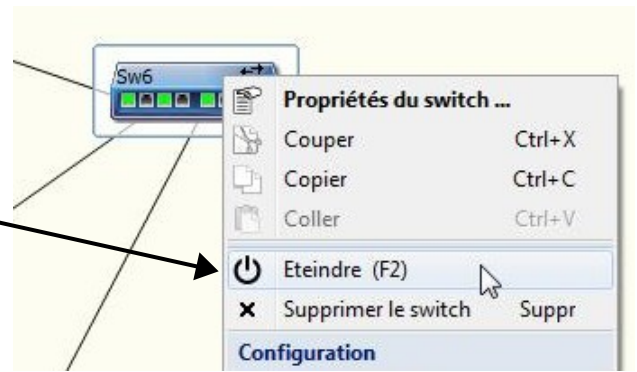 Sw6
Propriétés du switch ...
Couper Ctrl+X
Copier Ctrl+C
Coller Ctrl+V
Eteindre (F2)
Supprimer le switch Suppr
Configuration